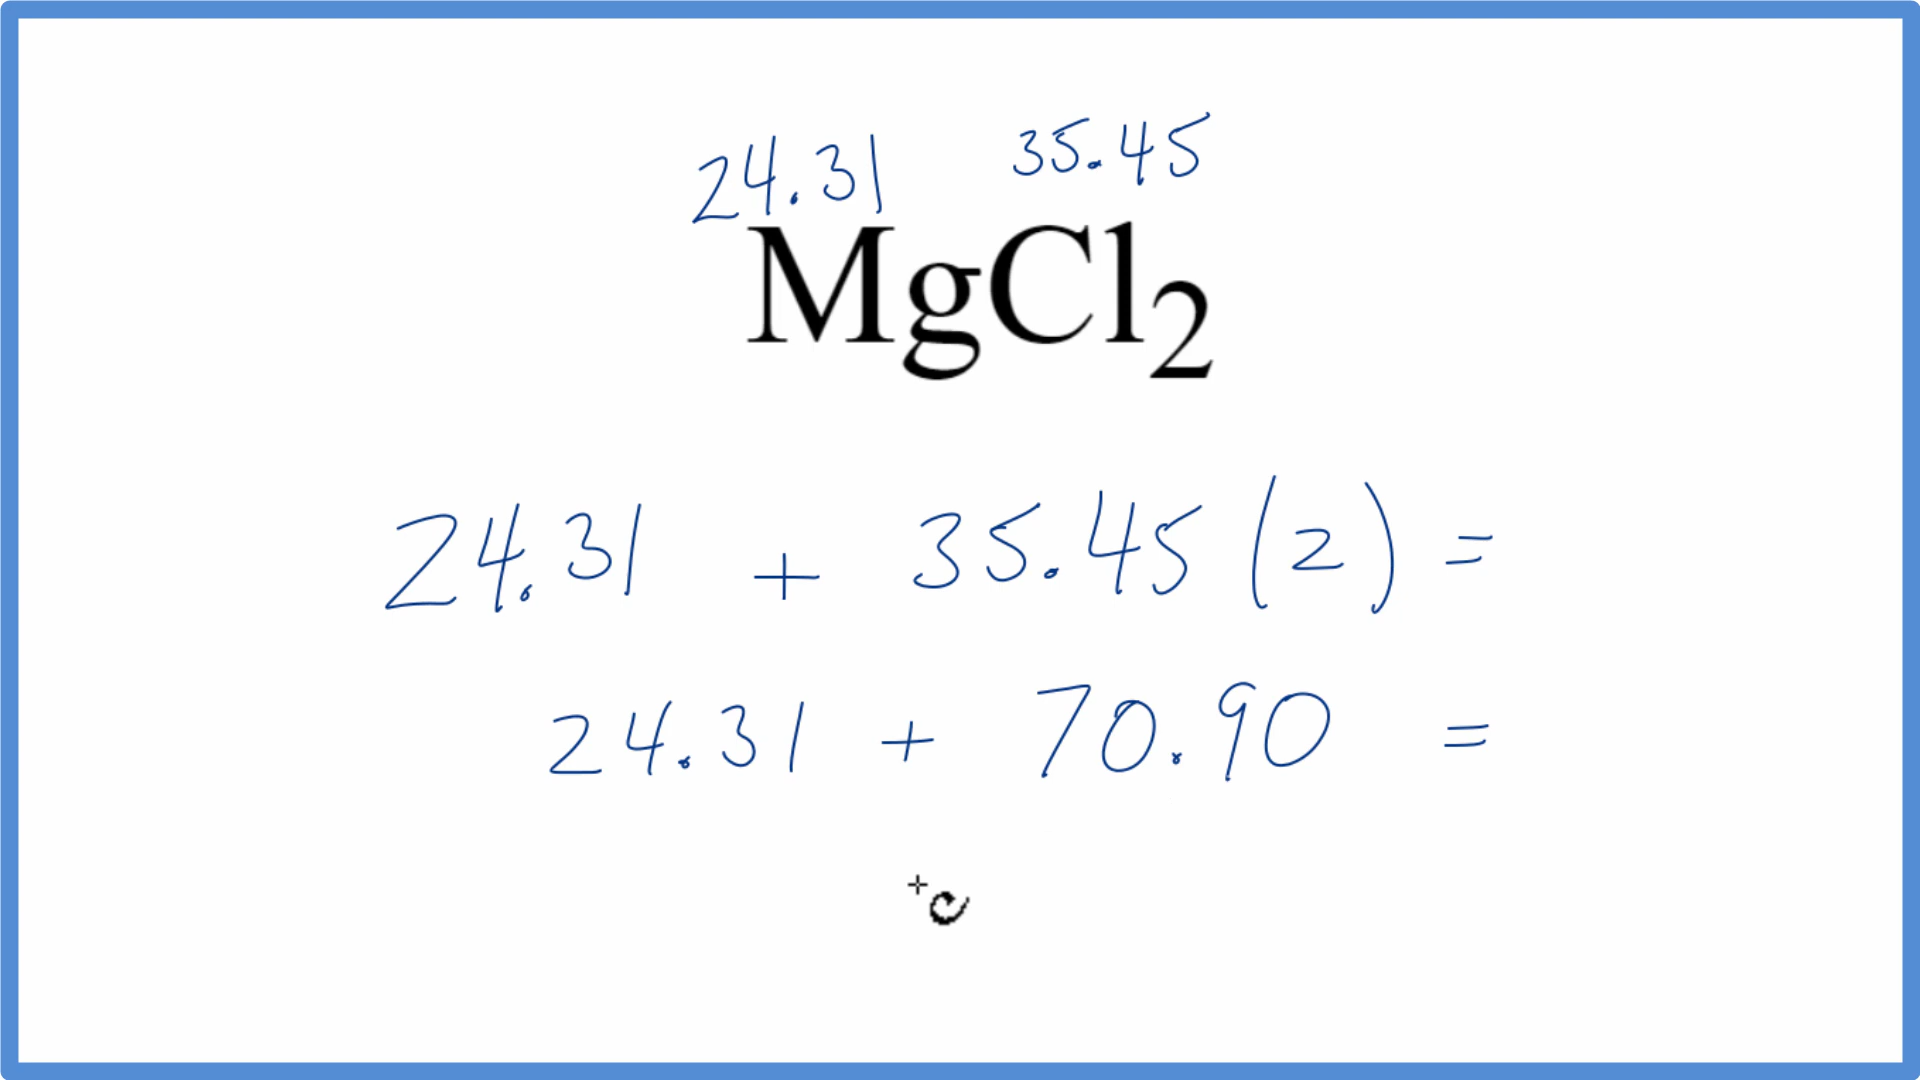 24.31 35.45
MgCl₂
24.31 + 35.45 (2) =
24.31 + 70.90 =